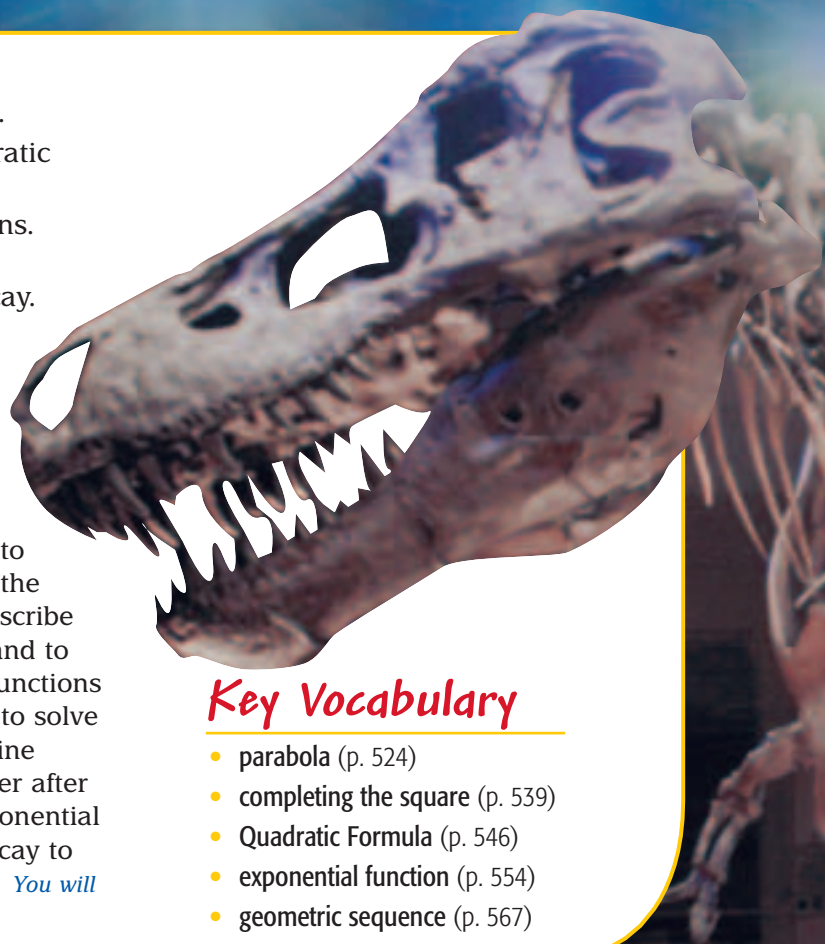 .
ratic
ns.
ay.
to
the
scribe
and to
unctions
to solve
ine
er after
onential
cay to
You will
Key Vocabulary
• parabola (p. 524)
• completing the square (p. 539)
• Quadratic Formula (p. 546)
• exponential function (p. 554)
• geometric sequence (p. 567)